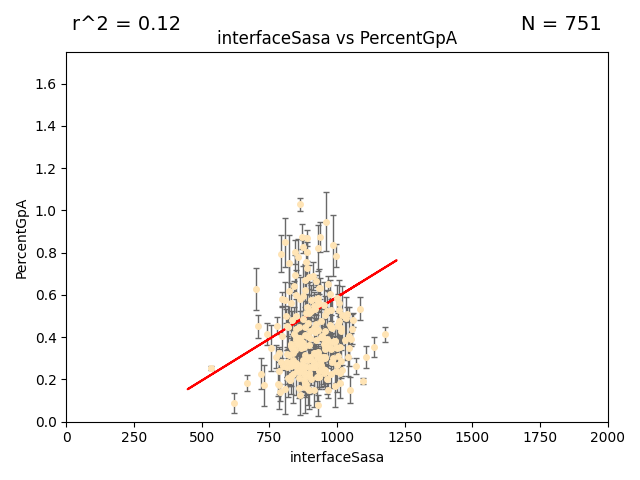 r^2 = 0.12
N = 751
interfaceSasa vs PercentGpA
PercentGpA
1.6
1.4
1.2
1.0
0.8
0.6
0.4
0.2
0.0
0 250 500 750 1000 1250 1500 1750 2000
interfaceSasa